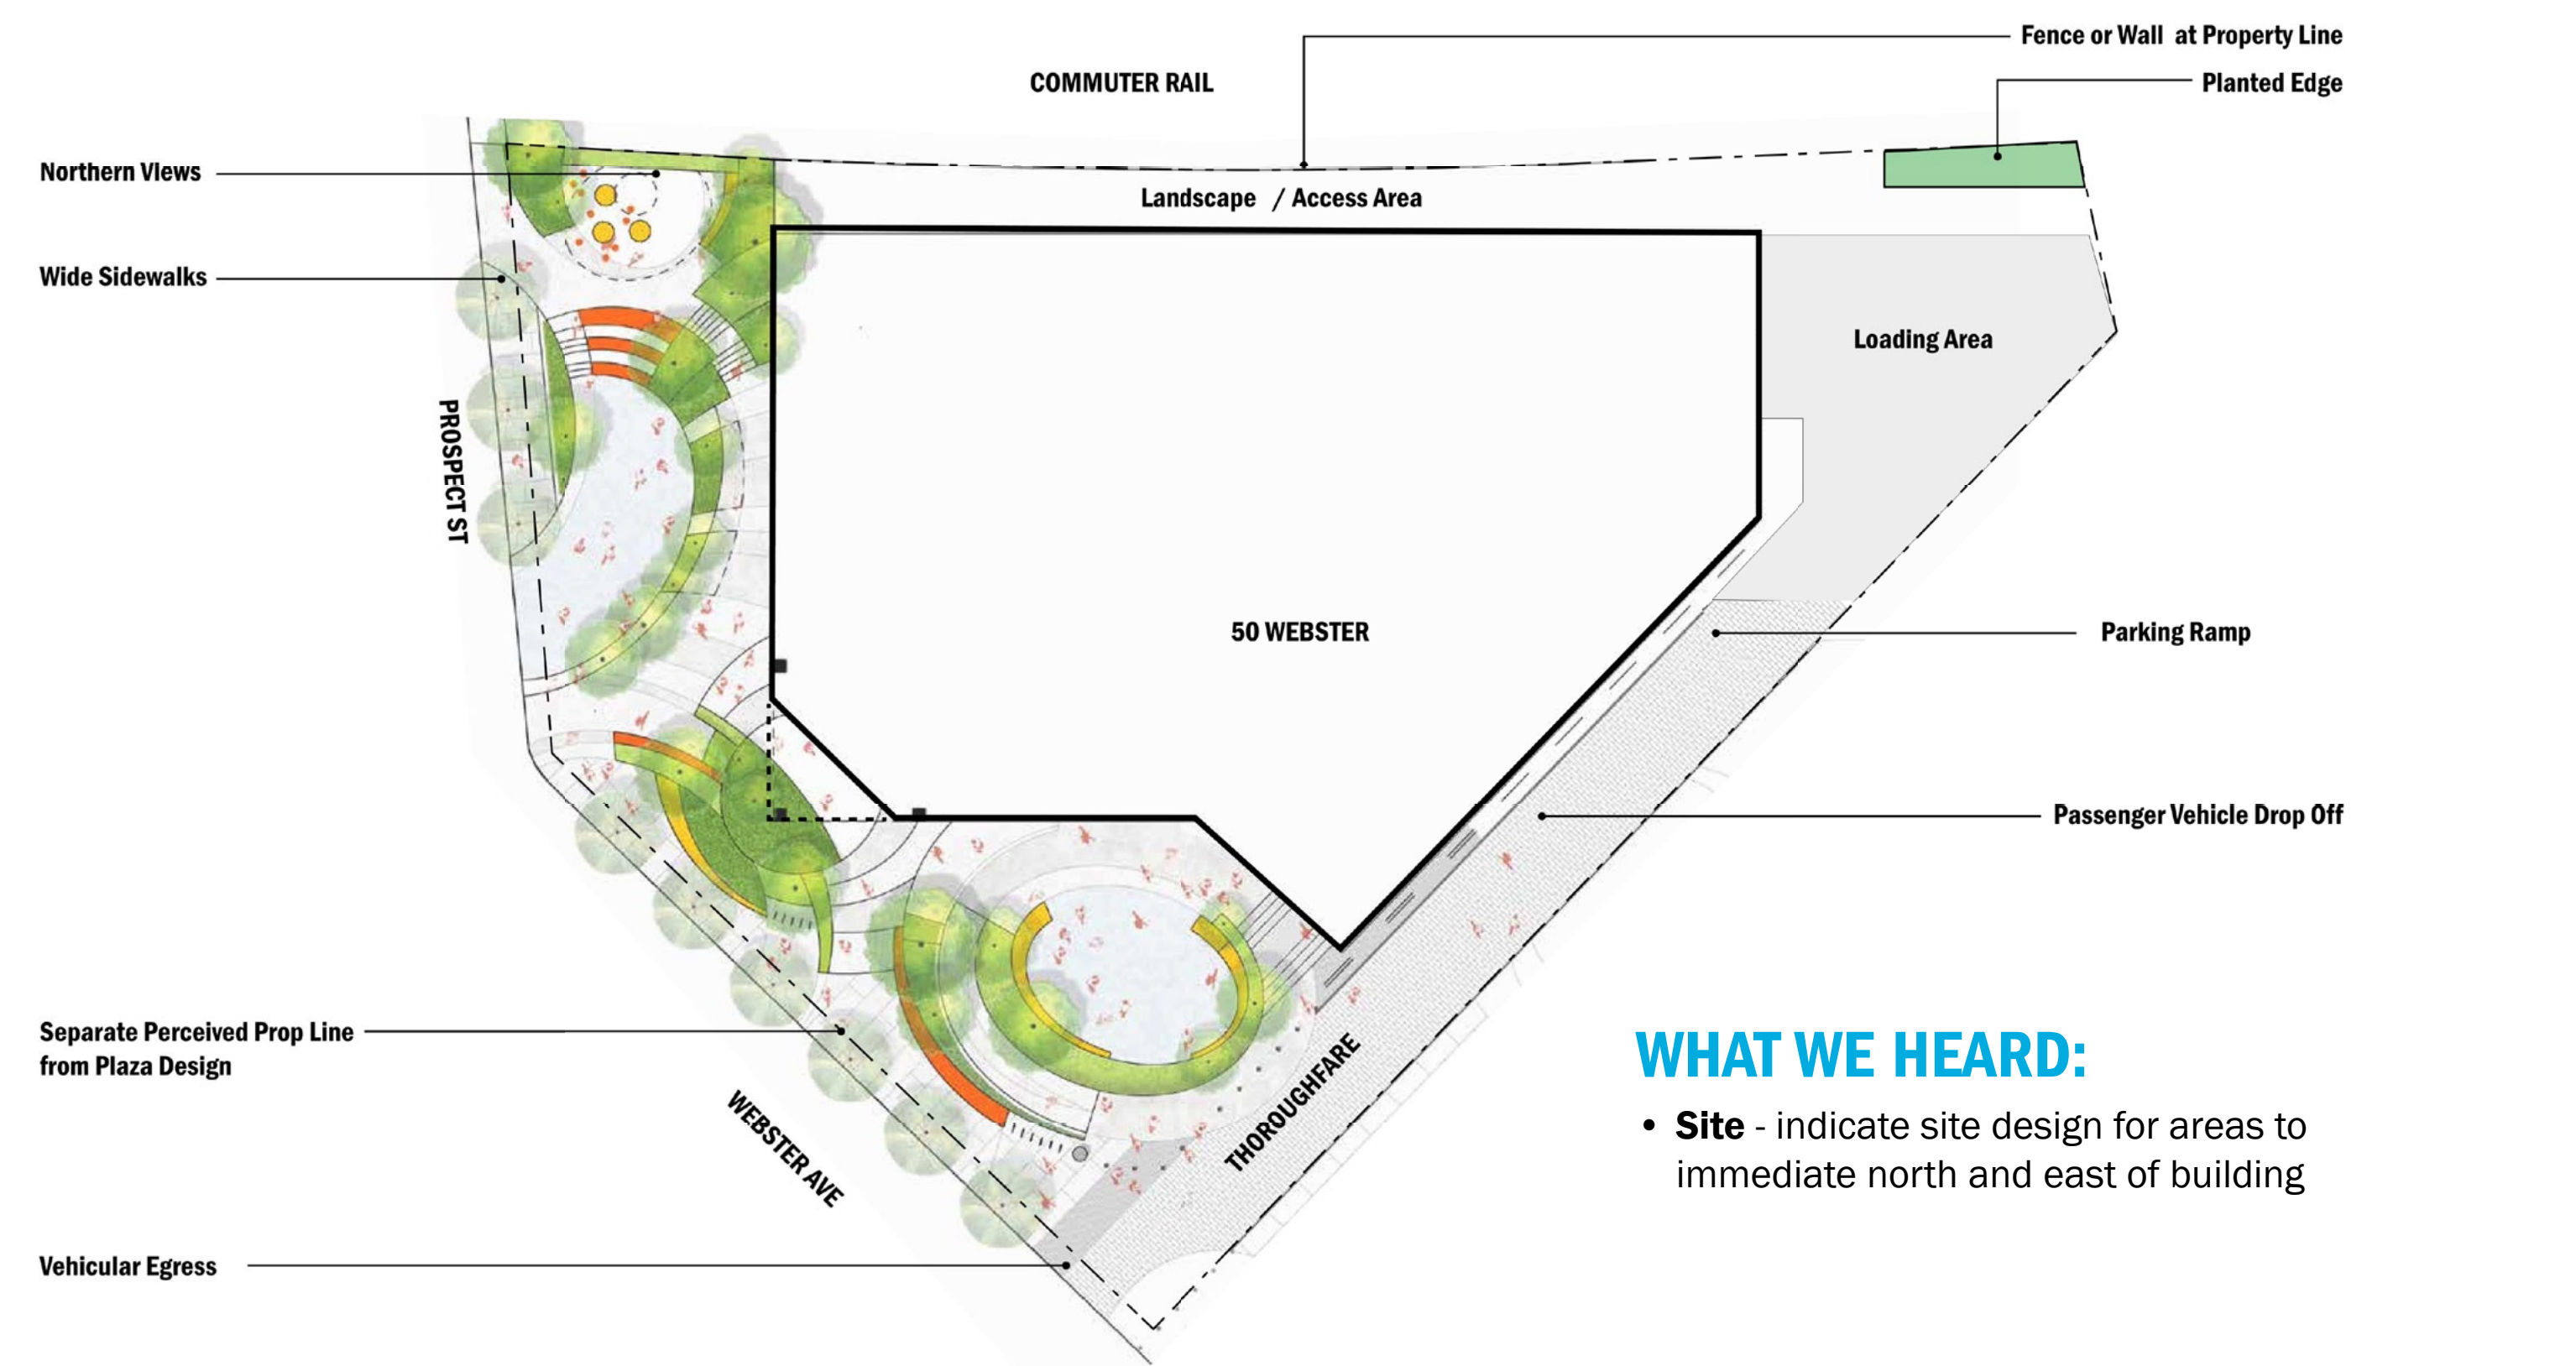 Fence or Wall at Property Line
COMMUTER RAIL
Planted Edge
Northern Views
Landscape / Access Area
Wide Sidewalks
Loading Area
PROSPECT ST
50 WEBSTER
Parking Ramp
Passenger Vehicle Drop Off
Separate Perceived Prop Line
from Plaza Design
WEBSTER AVE
THOROUGHFARE
Vehicular Egress
WHAT WE HEARD:
• Site - indicate site design for areas to
immediate north and east of building